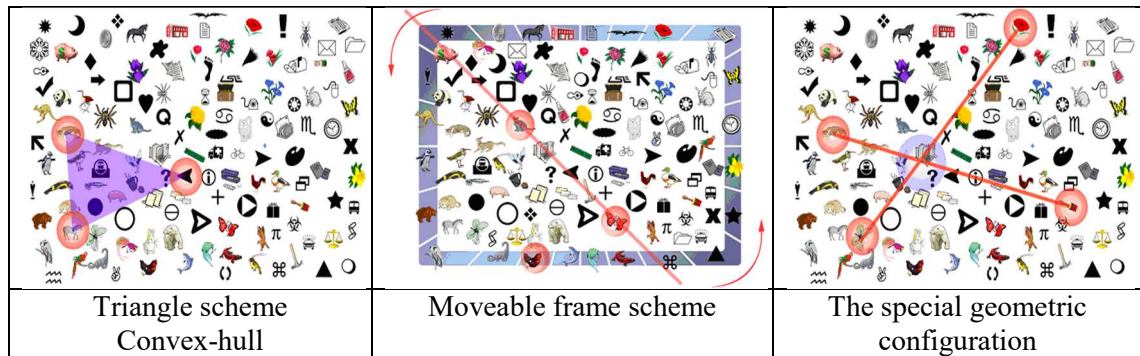 Triangle scheme
Convex-hull
Moveable frame scheme
The special geometric
configuration